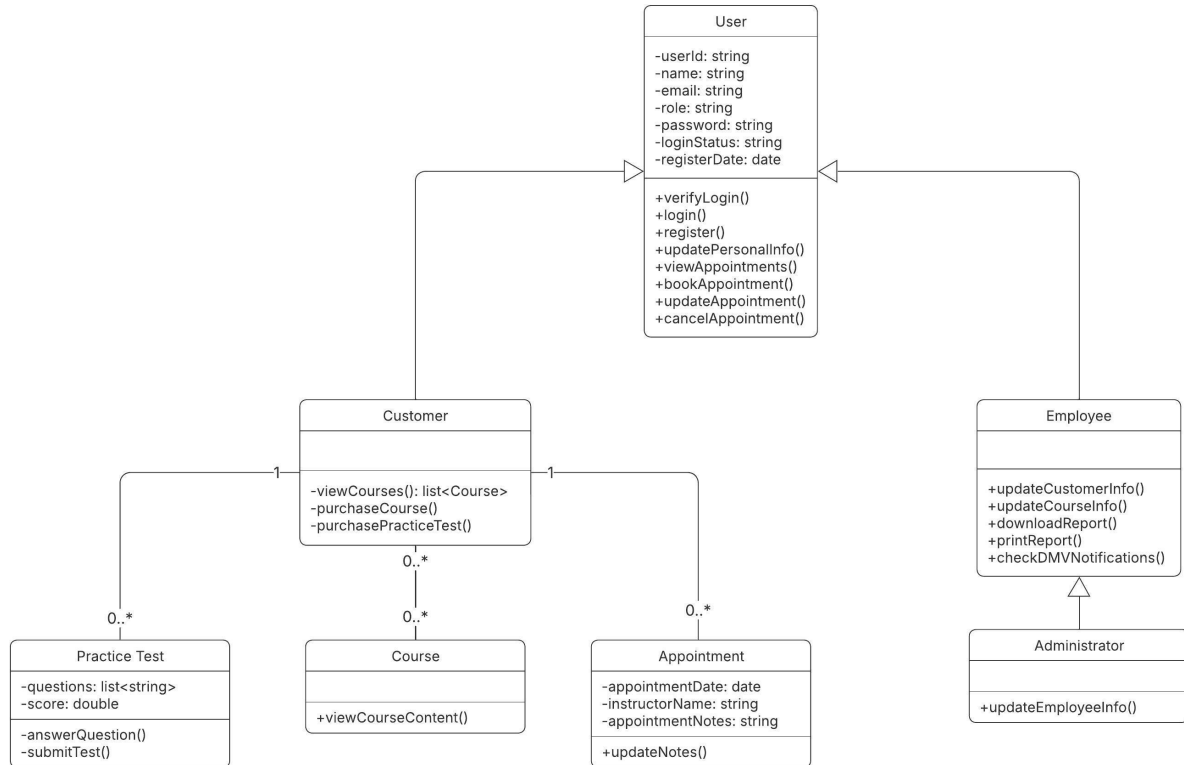 User
-userId: string
-name: string
-email: string
-role: string
-password: string
-loginStatus: string
-registerDate: date
+verifyLogin()
+login()
+register()
+updatePersonalInfo()
+viewAppointments()
+bookAppointment()
+updateAppointment()
+cancelAppointment()
Customer
-viewCourses(): list<Course>
-purchaseCourse()
-purchasePracticeTest()
Employee
+updateCustomerInfo()
+updateCourseInfo()
+downloadReport()
+printReport()
+checkDMVNotifications()
1
1
0..*
0..*
0..*
0..*
Practice Test
-questions: list<string>
-score: double
-answerQuestion()
-submitTest()
Course
+viewCourseContent()
Appointment
-appointmentDate: date
-instructorName: string
-appointmentNotes: string
+updateNotes()
Administrator
+updateEmployeeInfo()